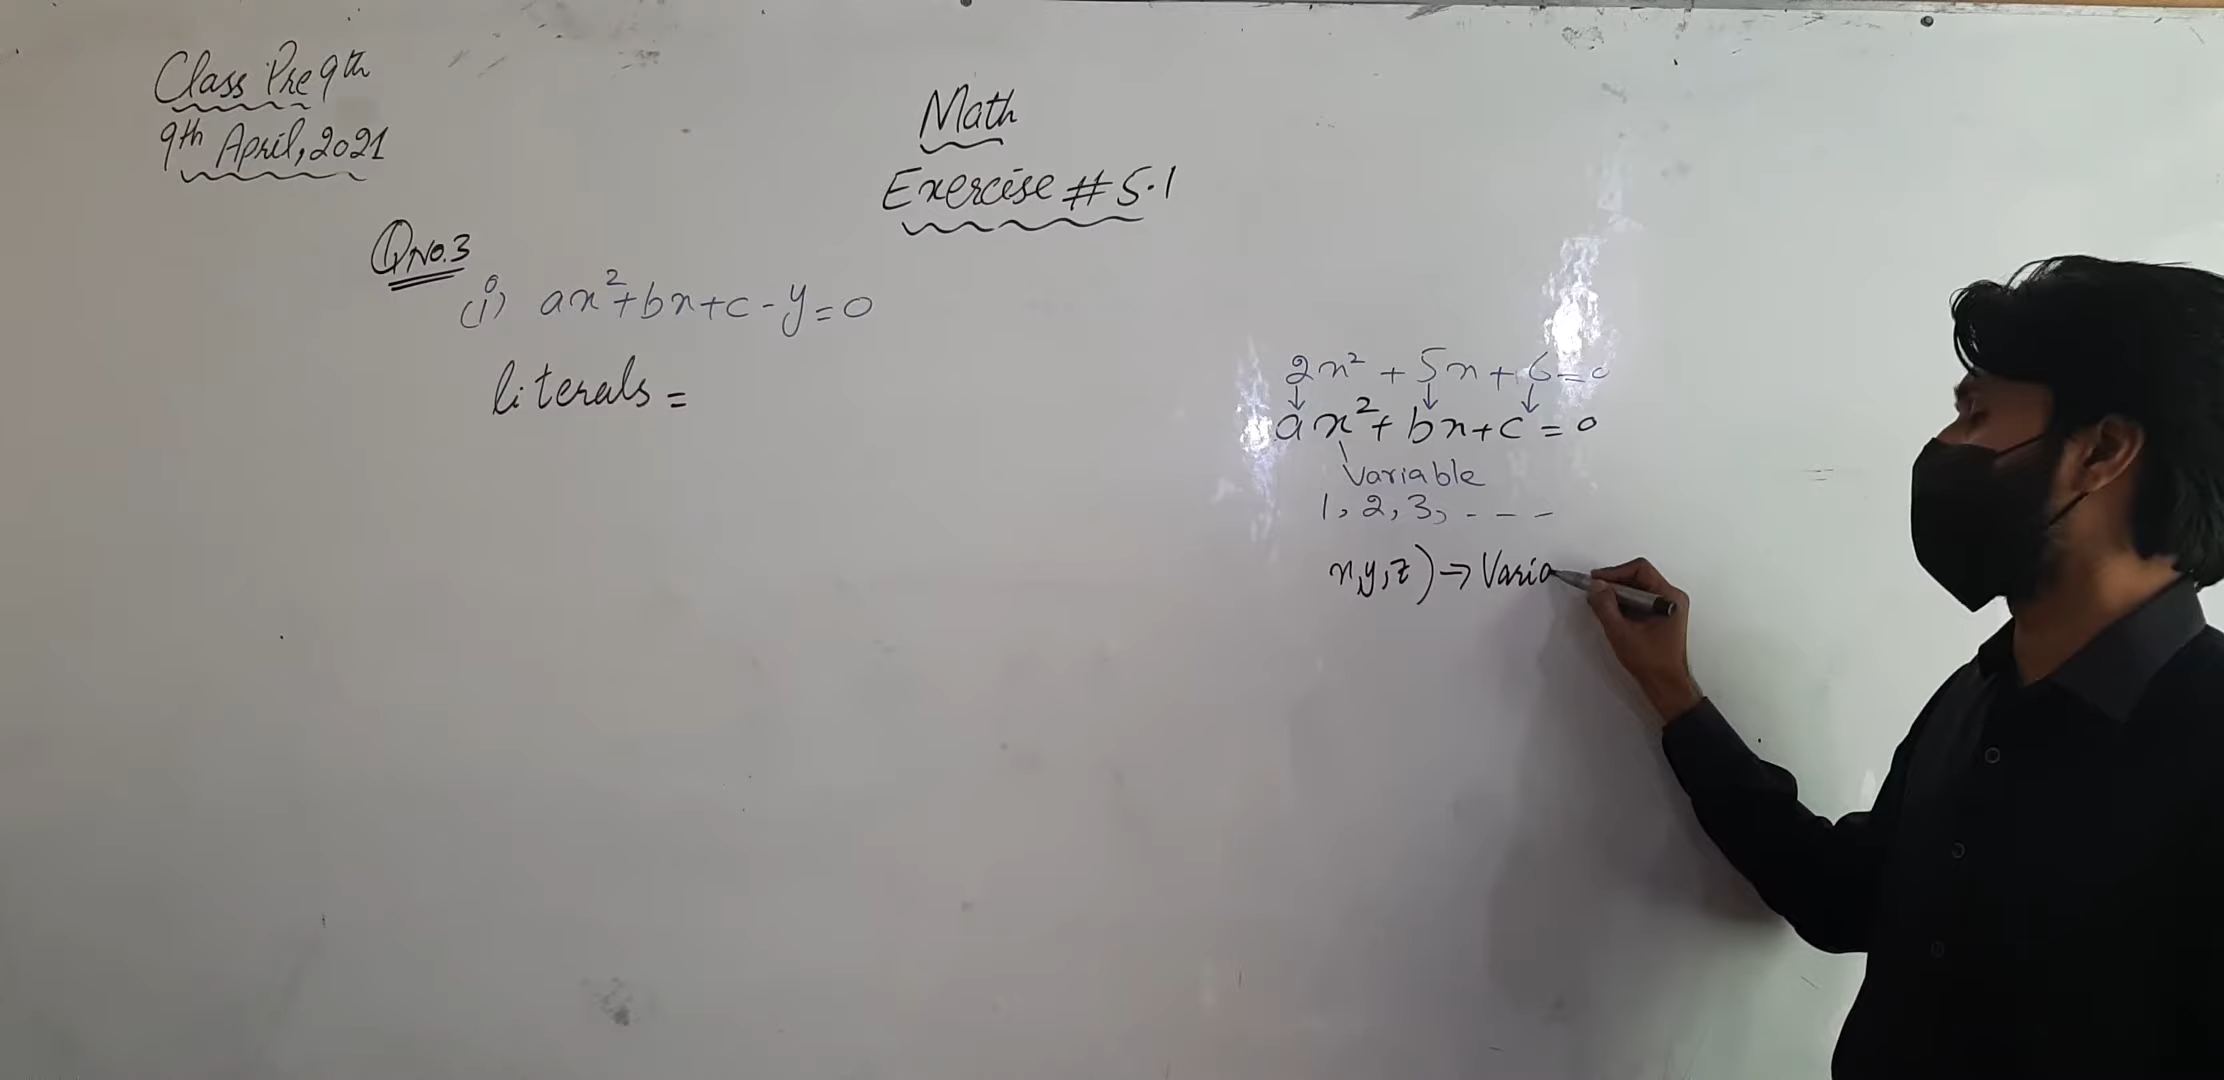 Class Pre 9th
9th April, 2021
Math
Exercise # 5.1
Q No. 3
(i) ax²+bx+c-y=0
literals =
2x² + 5x + 6 = 0
↓ ↓ ↓
ax²+bx+c=0
Variable
1, 2, 3, - - -
x, y, z) → Varia